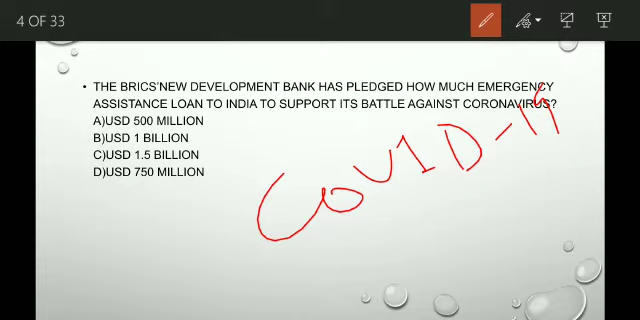 4 OF 33
• THE BRICS'NEW DEVELOPMENT BANK HAS PLEDGED HOW MUCH EMERGENCY
ASSISTANCE LOAN TO INDIA TO SUPPORT ITS BATTLE AGAINST CORONAVIRUS?
A)USD 500 MILLION
B)USD 1 BILLION
C)USD 1.5 BILLION
D)USD 750 MILLION
COVID-19